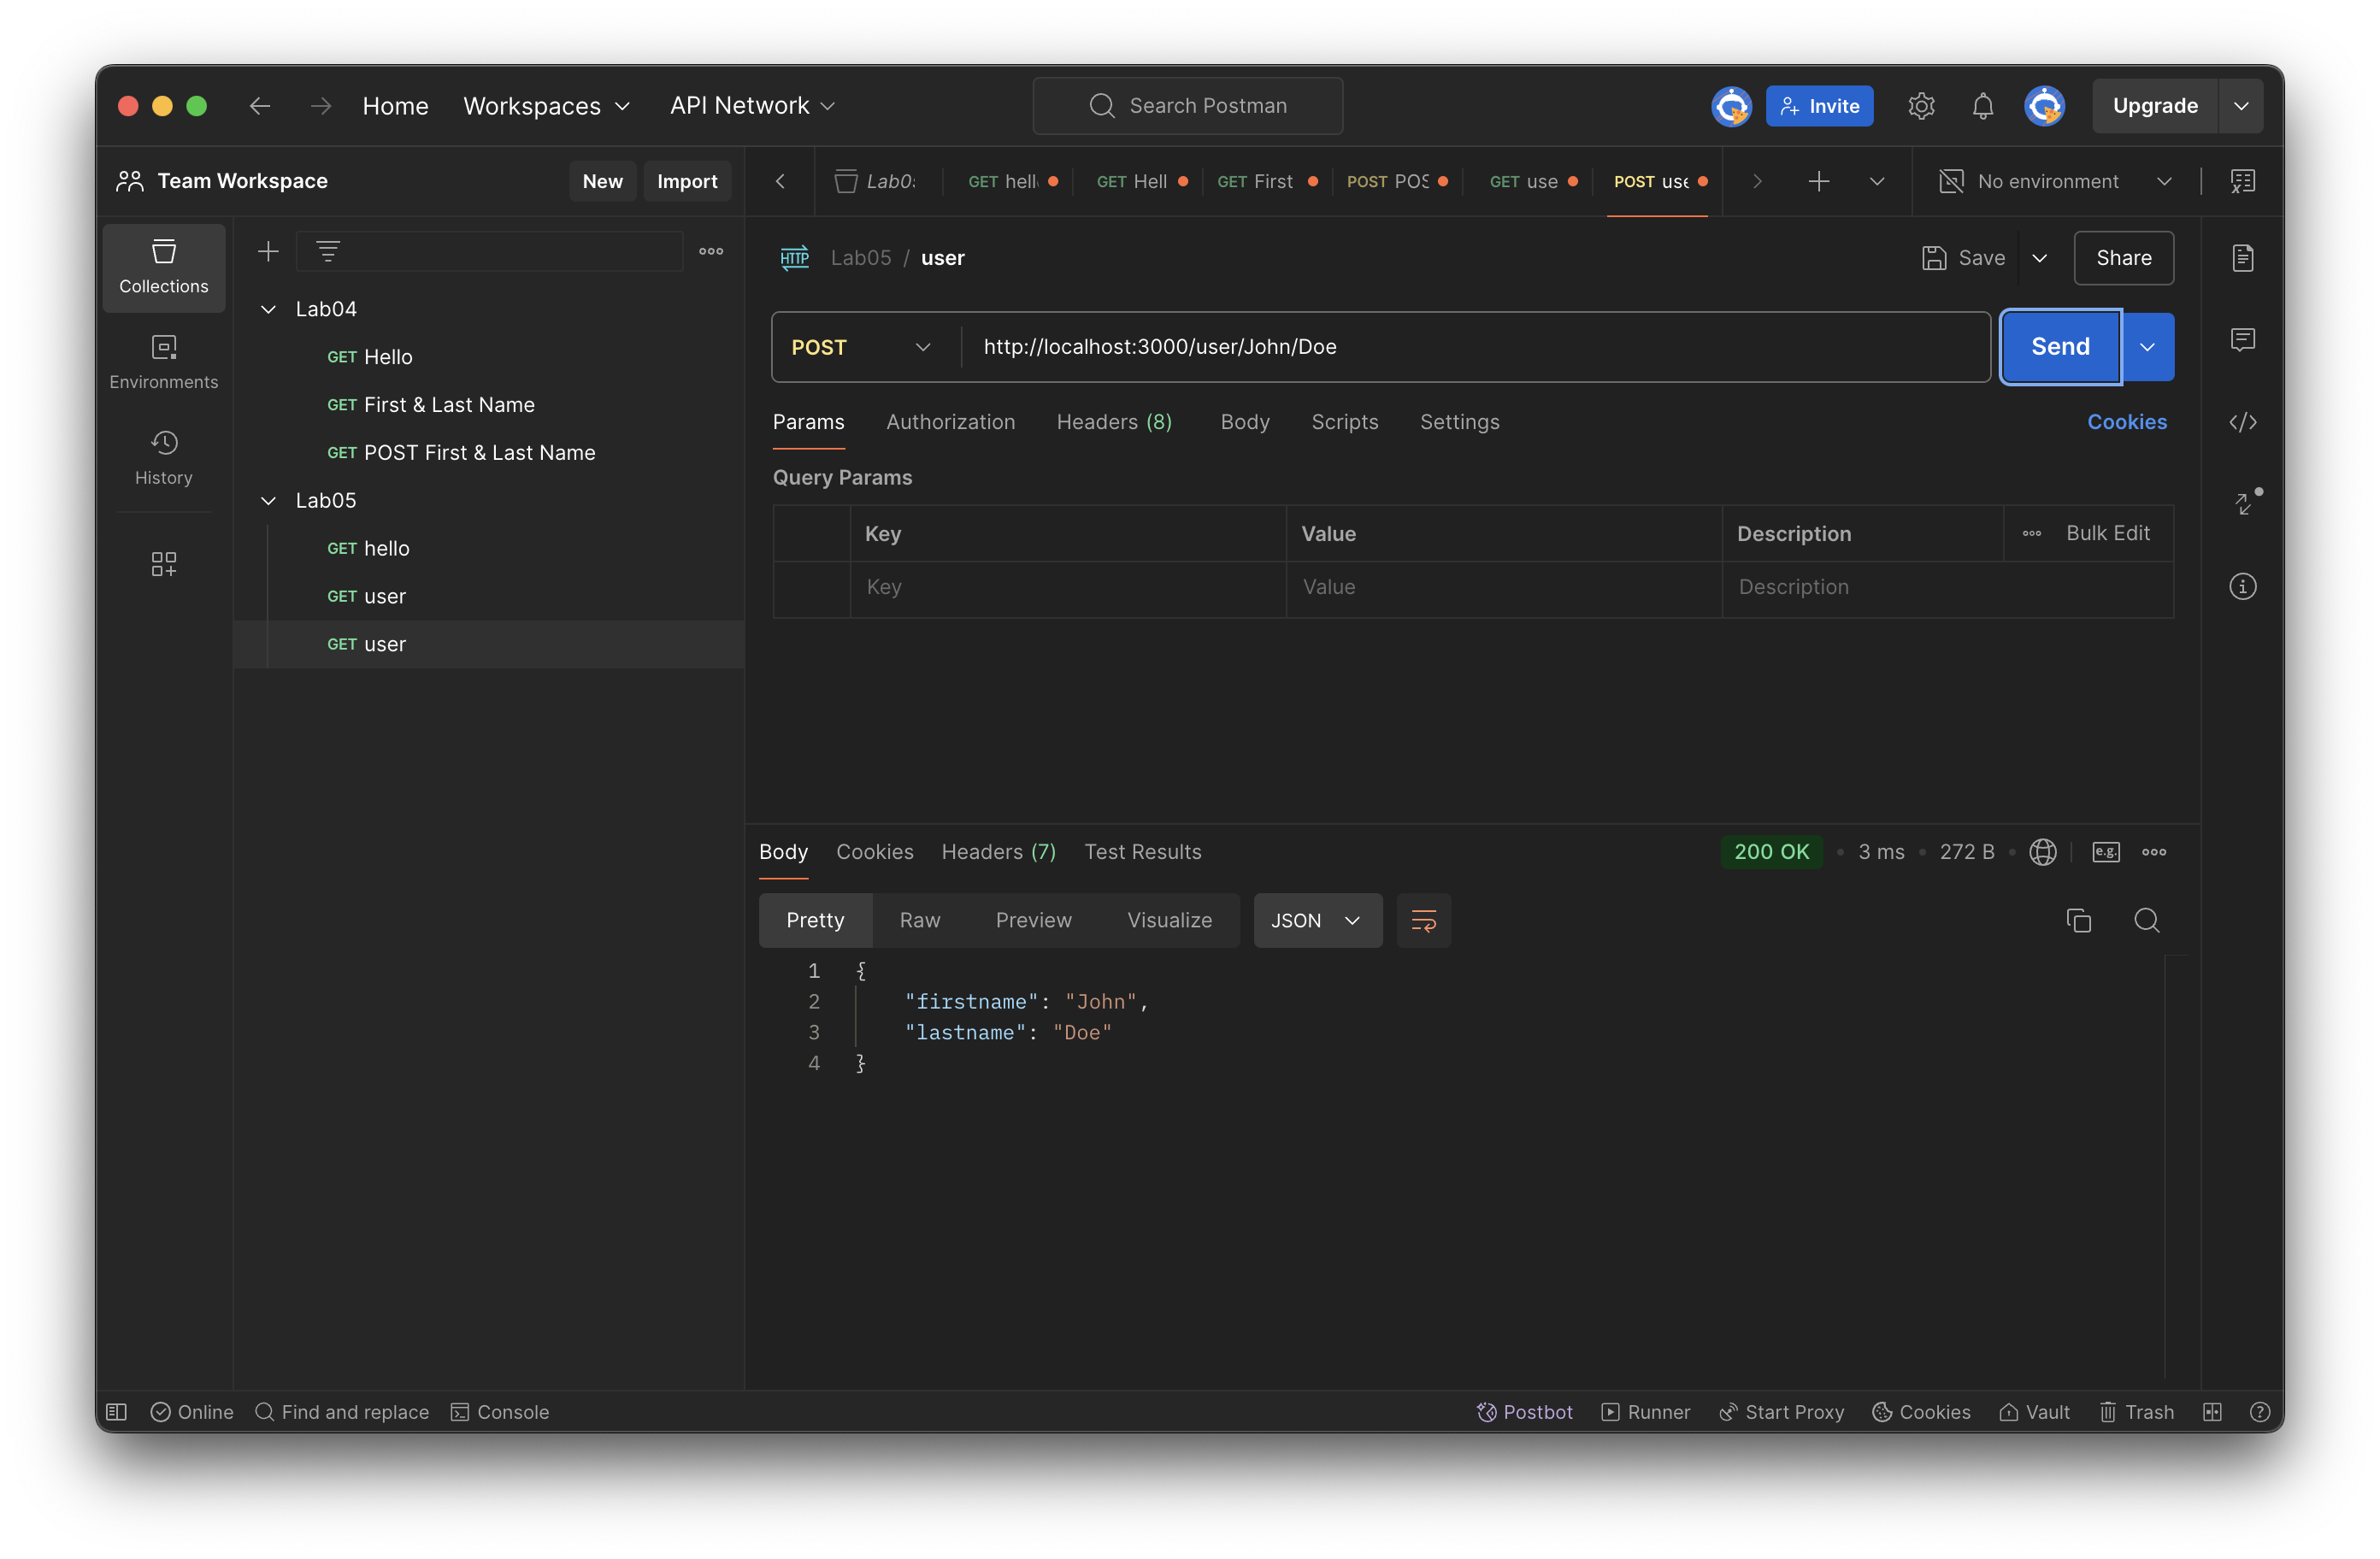 Home Workspaces API Network Search Postman Invite Upgrade
Team Workspace New Import
Lab0 GET hell GET Hell GET First POST POS GET use POST use No environment
Collections
Environments
History
Lab04
GET Hello
GET First & Last Name
GET POST First & Last Name
Lab05
GET hello
GET user
GET user
HTTP Lab05 / user Save Share
POST http://localhost:3000/user/John/Doe Send
Params Authorization Headers (8) Body Scripts Settings Cookies
Query Params
Key Value Description Bulk Edit
Key Value Description
Body Cookies Headers (7) Test Results 200 OK • 3 ms • 272 B • e.g.
Pretty Raw Preview Visualize JSON
1 {
2 "firstname": "John",
3 "lastname": "Doe"
4 }
Online Find and replace Console Postbot Runner Start Proxy Cookies Vault Trash